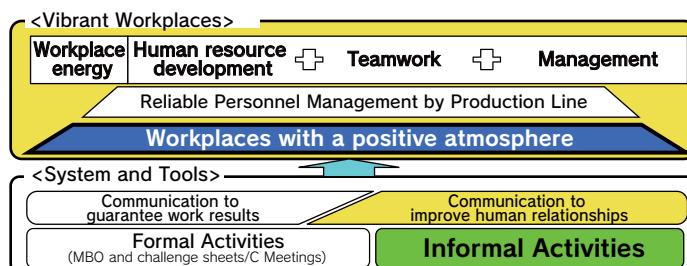 <Vibrant Workplaces>
Workplace energy
Human resource development
Teamwork
Management
Reliable Personnel Management by Production Line
Workplaces with a positive atmosphere
<System and Tools>
Communication to
guarantee work results
Communication to
improve human relationships
Formal Activities
(MBO and challenge sheets/C Meetings)
Informal Activities